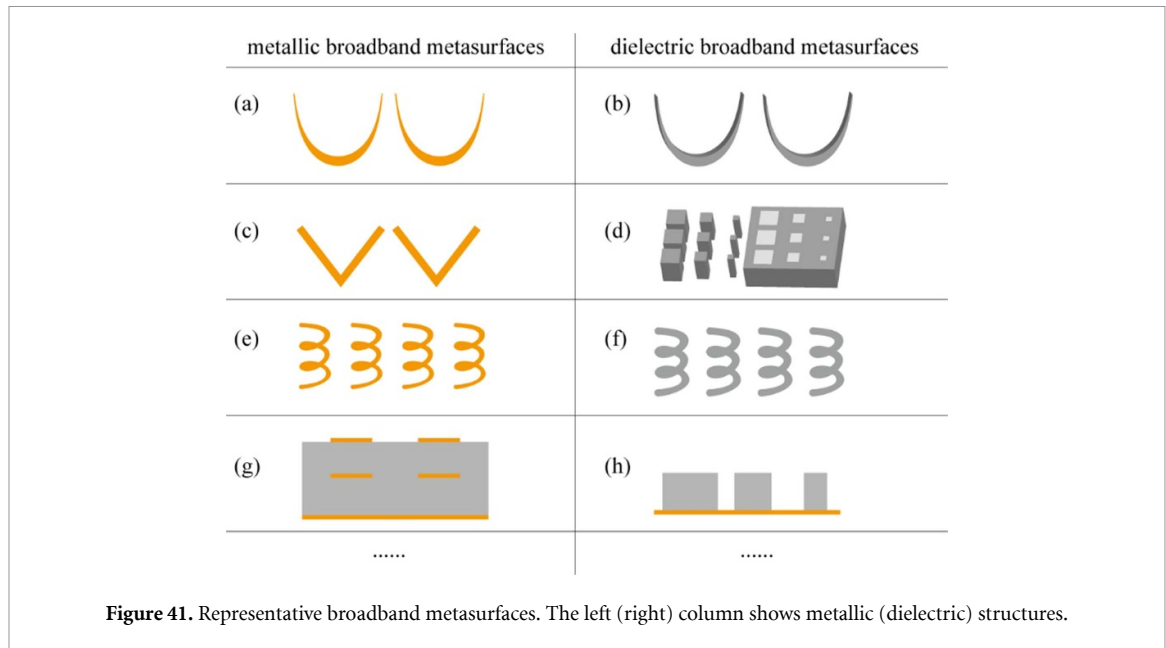 metallic broadband metasurfaces dielectric broadband metasurfaces
(a) (b)
(c) (d)
(e) (f)
(g) (h)
...... ......
Figure 41. Representative broadband metasurfaces. The left (right) column shows metallic (dielectric) structures.